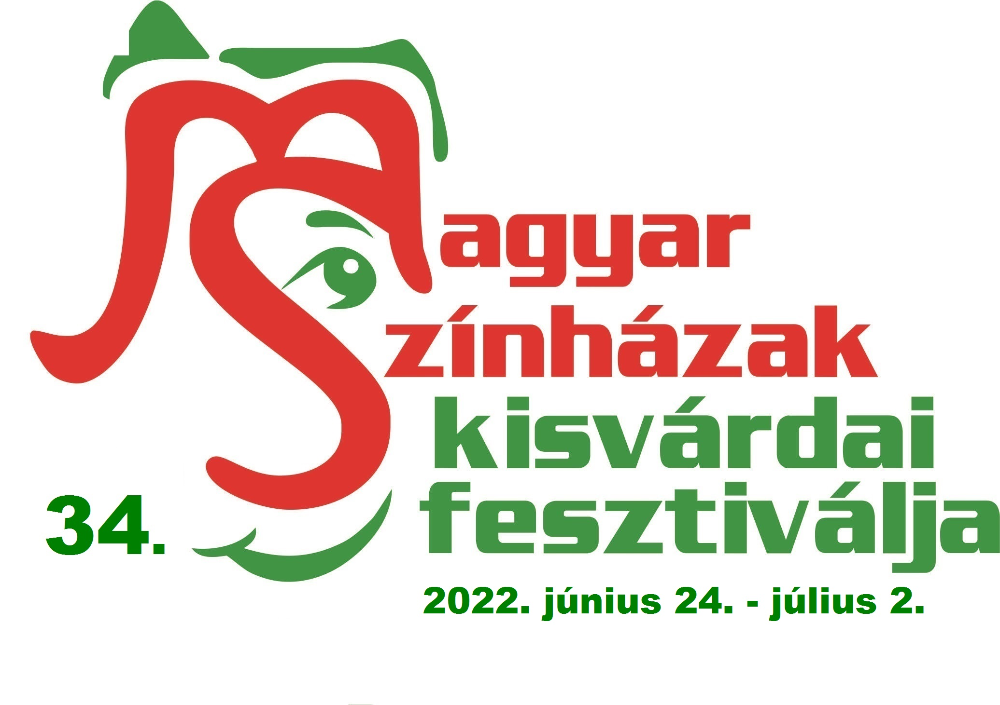 Magyar
Színházak
kisvárdai
34.
fesztiválja
2022. június 24. - július 2.